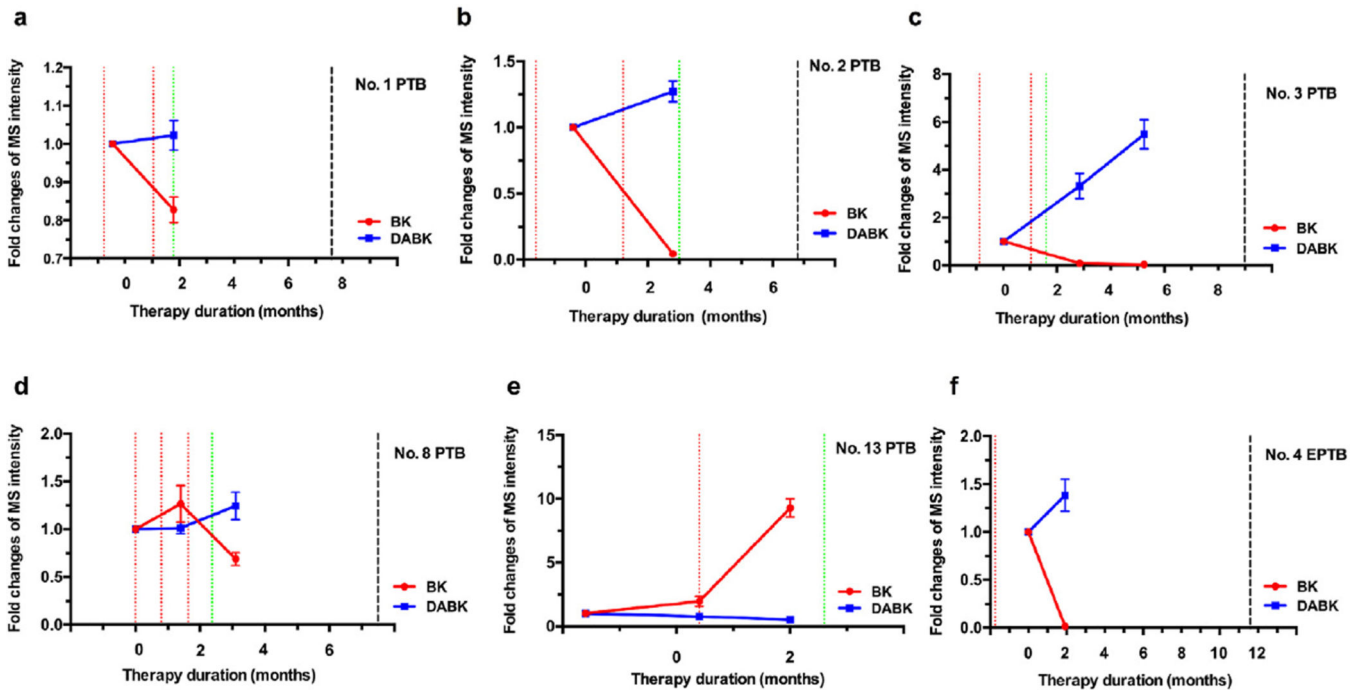 a
Fold changes of MS intensity
1.2
1.1
1.0
0.9
0.8
0.7
0 2 4 6 8
No. 1 PTB
BK
DABK
Therapy duration (months)
b
Fold changes of MS intensity
1.5
1.0
0.5
0.0
0 2 4 6
No. 2 PTB
BK
DABK
Therapy duration (months)
c
Fold changes of MS intensity
8
6
4
2
0
0 2 4 6 8
No. 3 PTB
BK
DABK
Therapy duration (months)
d
Fold changes of MS intensity
2.0
1.5
1.0
0.5
0.0
0 2 4 6
No. 8 PTB
BK
DABK
Therapy duration (months)
e
Fold changes of MS intensity
15
10
5
0
0 2
No. 13 PTB
BK
DABK
Therapy duration (months)
f
Fold changes of MS intensity
2.0
1.5
1.0
0.5
0.0
0 2 4 6 8 10 12
No. 4 EPTB
BK
DABK
Therapy duration (months)